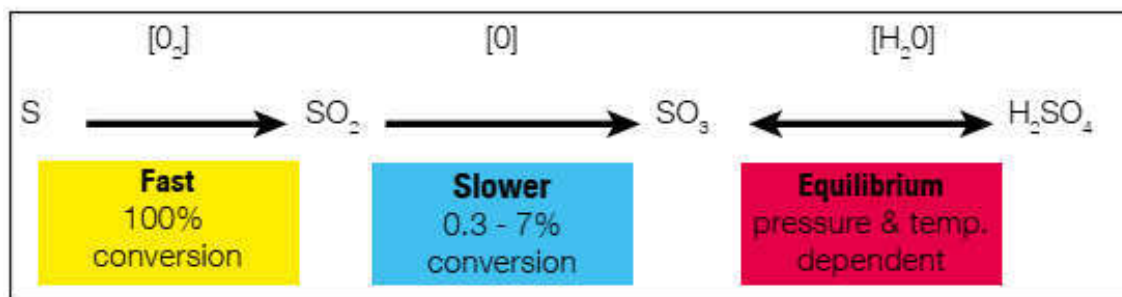 [0₂] [0] [H₂0]
S SO₂ SO₃ H₂SO₄
Fast Slower Equilibrium
100% 0.3 - 7% pressure & temp.
conversion conversion dependent